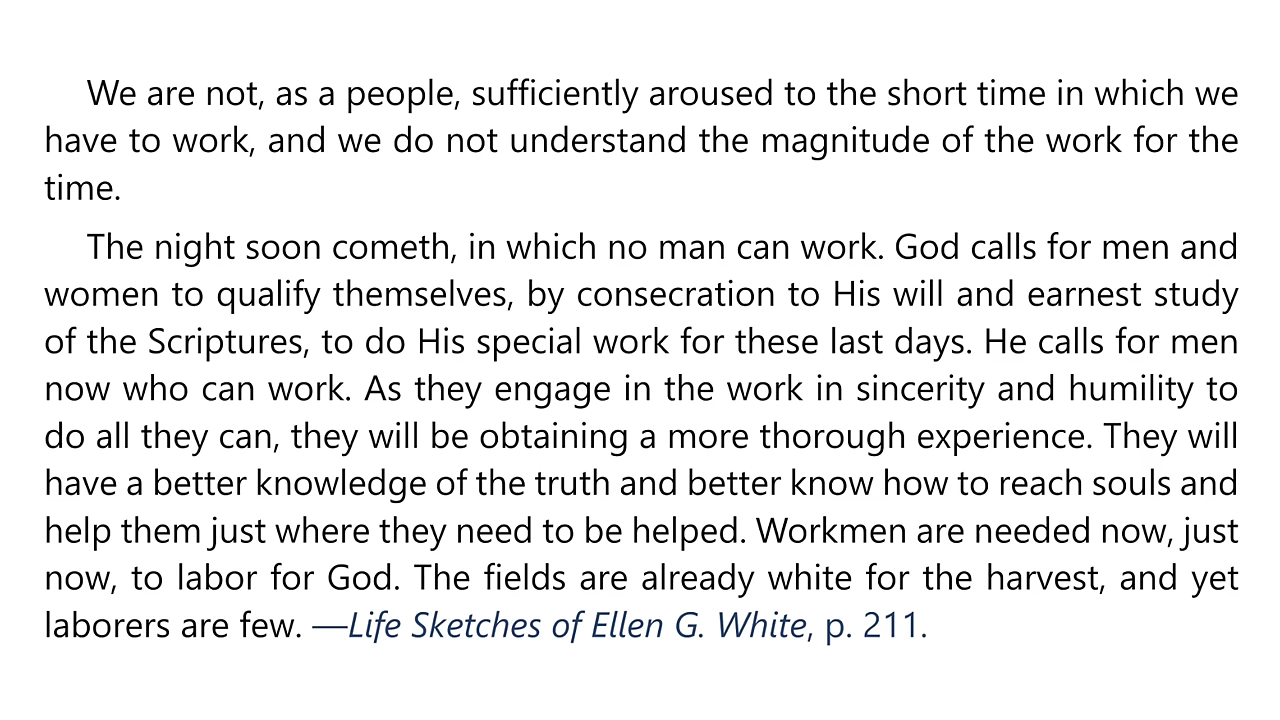 We are not, as a people, sufficiently aroused to the short time in which we
have to work, and we do not understand the magnitude of the work for the
time.
The night soon cometh, in which no man can work. God calls for men and
women to qualify themselves, by consecration to His will and earnest study
of the Scriptures, to do His special work for these last days. He calls for men
now who can work. As they engage in the work in sincerity and humility to
do all they can, they will be obtaining a more thorough experience. They will
have a better knowledge of the truth and better know how to reach souls and
help them just where they need to be helped. Workmen are needed now, just
now, to labor for God. The fields are already white for the harvest, and yet
laborers are few. —Life Sketches of Ellen G. White, p. 211.